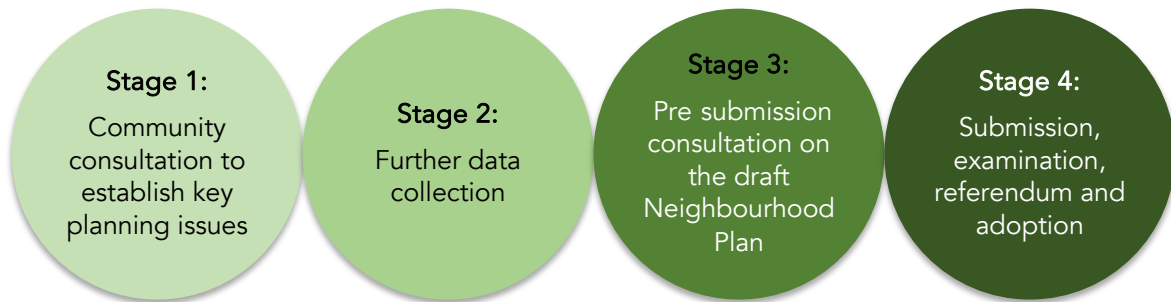 Stage 1:
Community
consultation to
establish key
planning issues
Stage 2:
Further data
collection
Stage 3:
Pre submission
consultation on
the draft
Neighbourhood
Plan
Stage 4:
Submission,
examination,
referendum and
adoption